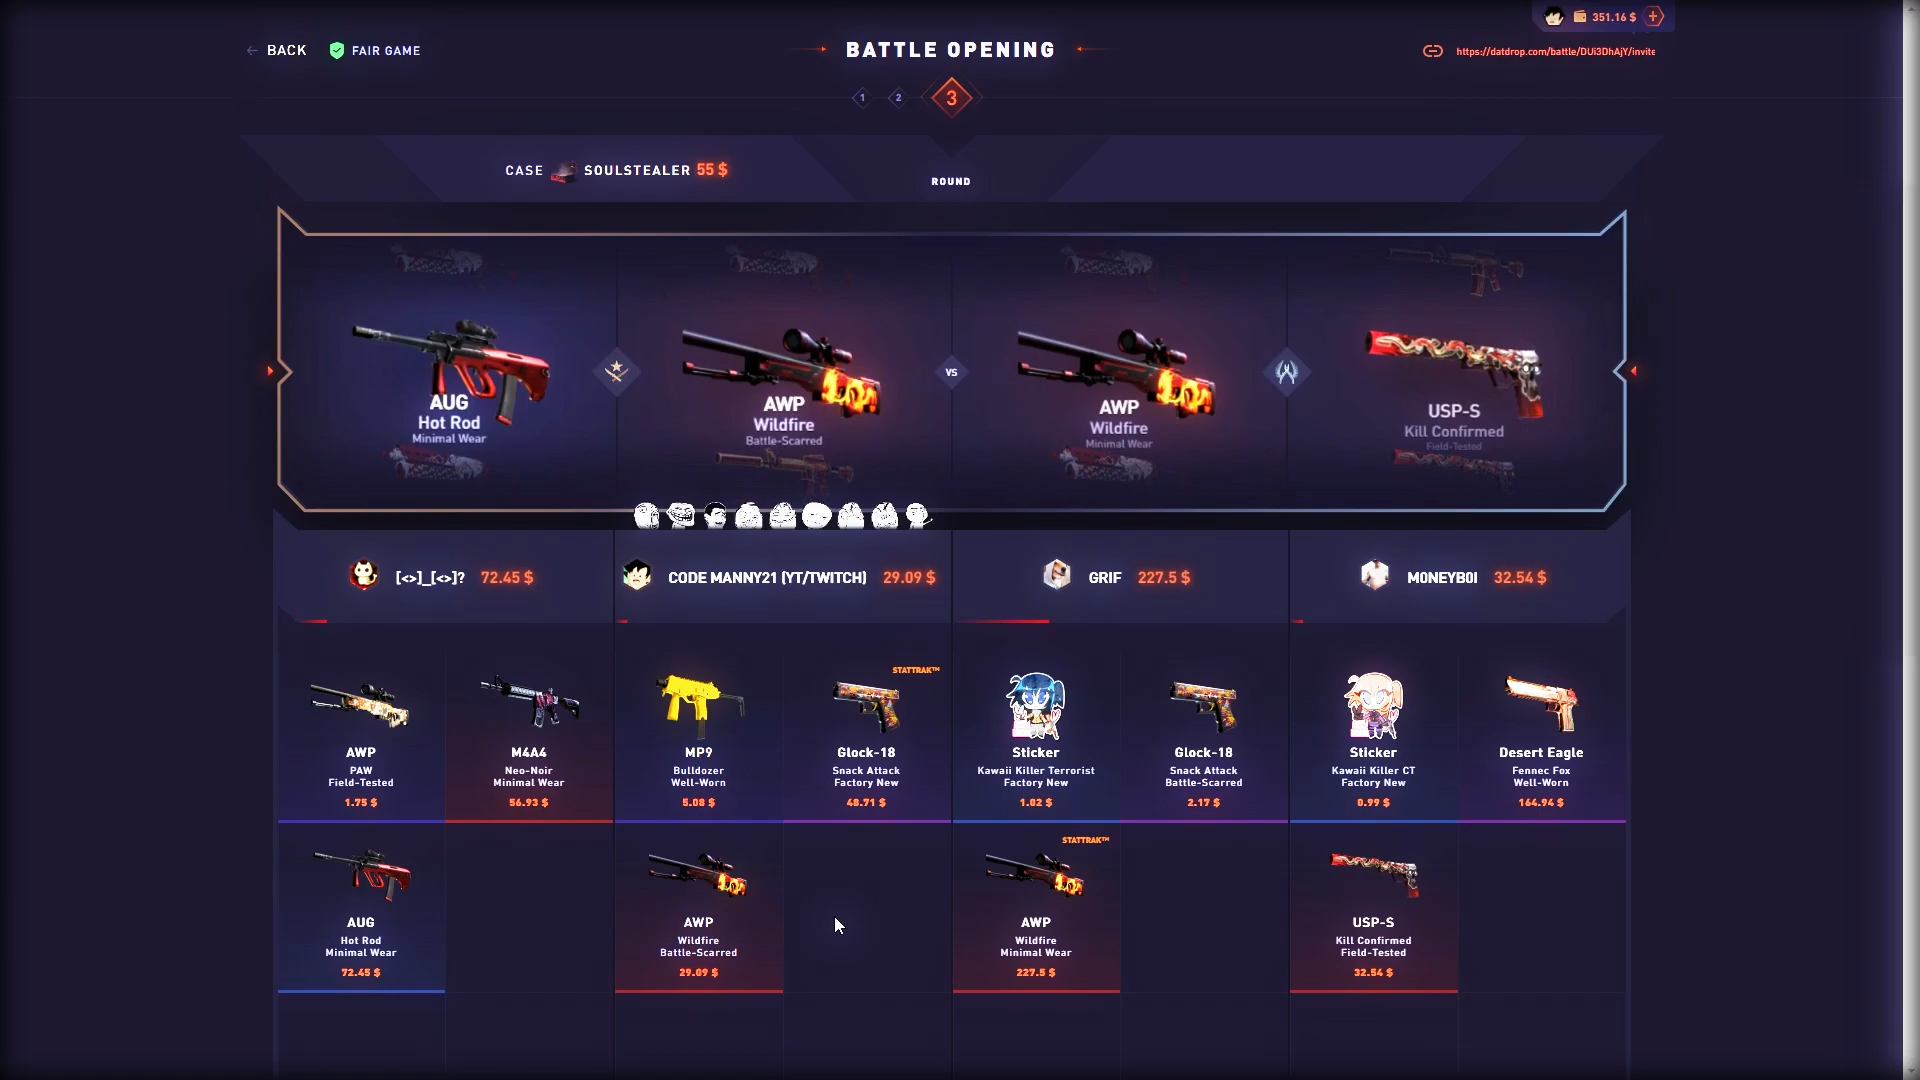 351.16 $
BACK
FAIR GAME
BATTLE OPENING
https://datdrop.com/battle/DUi3DhAjY/invite
1 2 3
CASE SOULSTEALER 55 $
ROUND
AUG
Hot Rod
Minimal Wear
AWP
Wildfire
Battle-Scarred
VS
AWP
Wildfire
Minimal Wear
USP-S
Kill Confirmed
Field-Tested
[<>]_[<>]? 72.45 $
CODE MANNY21 (YT/TWITCH) 29.09 $
GRIF 227.5 $
MONEYBOI 32.54 $
AWP
PAW
Field-Tested
1.75 $
M4A4
Neo-Noir
Minimal Wear
56.93 $
MP9
Bulldozer
Well-Worn
5.08 $
STATTRAK™
Glock-18
Snack Attack
Factory New
48.71 $
Sticker
Kawaii Killer Terrorist
Factory New
1.02 $
Glock-18
Snack Attack
Battle-Scarred
2.17 $
Sticker
Kawaii Killer CT
Factory New
0.99 $
Desert Eagle
Fennec Fox
Well-Worn
164.94 $
AUG
Hot Rod
Minimal Wear
72.45 $
AWP
Wildfire
Battle-Scarred
29.09 $
STATTRAK™
AWP
Wildfire
Minimal Wear
227.5 $
USP-S
Kill Confirmed
Field-Tested
32.54 $